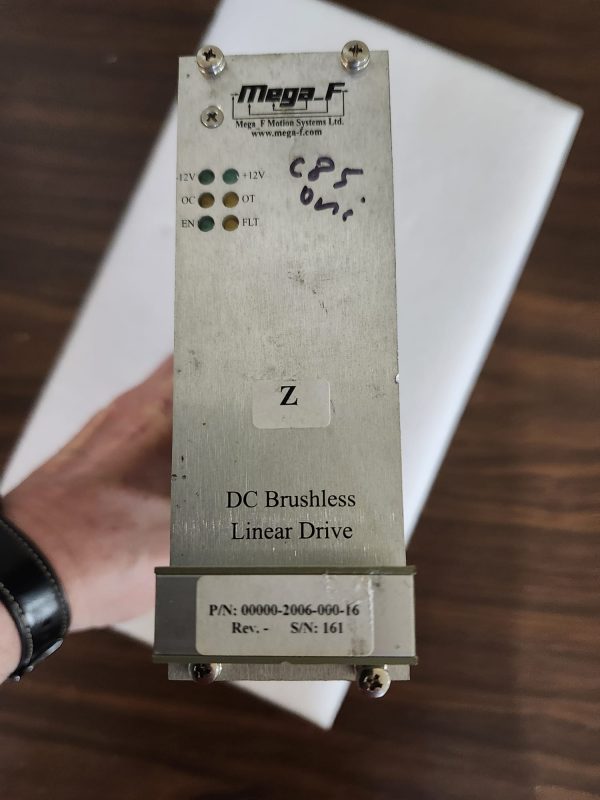 Mega_F
Mega_F Motion Systems Ltd.
www.mega-f.com
-12V +12V
OC OT
EN FLT
C85
Z
DC Brushless
Linear Drive
P/N: 00000-2006-000-16
Rev. - S/N: 161